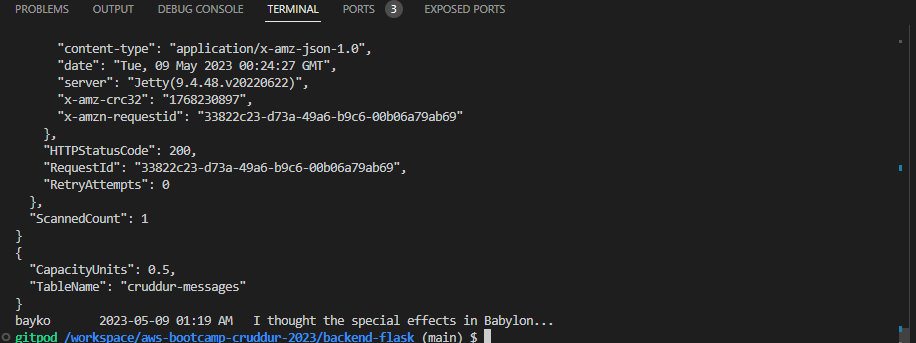 PROBLEMS OUTPUT DEBUG CONSOLE TERMINAL PORTS 3 EXPOSED PORTS
"content-type": "application/x-amz-json-1.0",
"date": "Tue, 09 May 2023 00:24:27 GMT",
"server": "Jetty(9.4.48.v20220622)",
"x-amz-crc32": "1768230897",
"x-amzn-requestid": "33822c23-d73a-49a6-b9c6-00b06a79ab69"
},
"HTTPStatusCode": 200,
"RequestId": "33822c23-d73a-49a6-b9c6-00b06a79ab69",
"RetryAttempts": 0
},
"ScannedCount": 1
}
{
"CapacityUnits": 0.5,
"TableName": "cruddur-messages"
}
bayko 2023-05-09 01:19 AM I thought the special effects in Babylon...
gitpod /workspace/aws-bootcamp-cruddur-2023/backend-flask (main) $